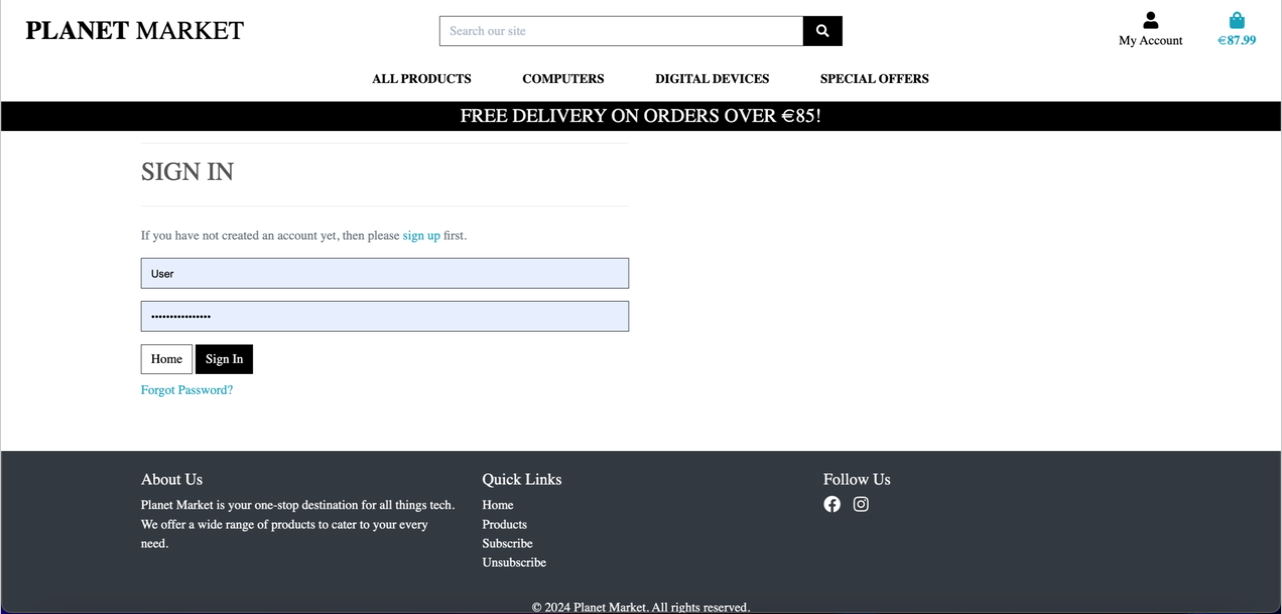 PLANET MARKET
Search our site
My Account
€87.99
ALL PRODUCTS COMPUTERS DIGITAL DEVICES SPECIAL OFFERS
FREE DELIVERY ON ORDERS OVER €85!
SIGN IN
If you have not created an account yet, then please sign up first.
User
••••••••••••••••
Home Sign In
Forgot Password?
About Us
Planet Market is your one-stop destination for all things tech.
We offer a wide range of products to cater to your every
need.
Quick Links
Home
Products
Subscribe
Unsubscribe
Follow Us
© 2024 Planet Market. All rights reserved.